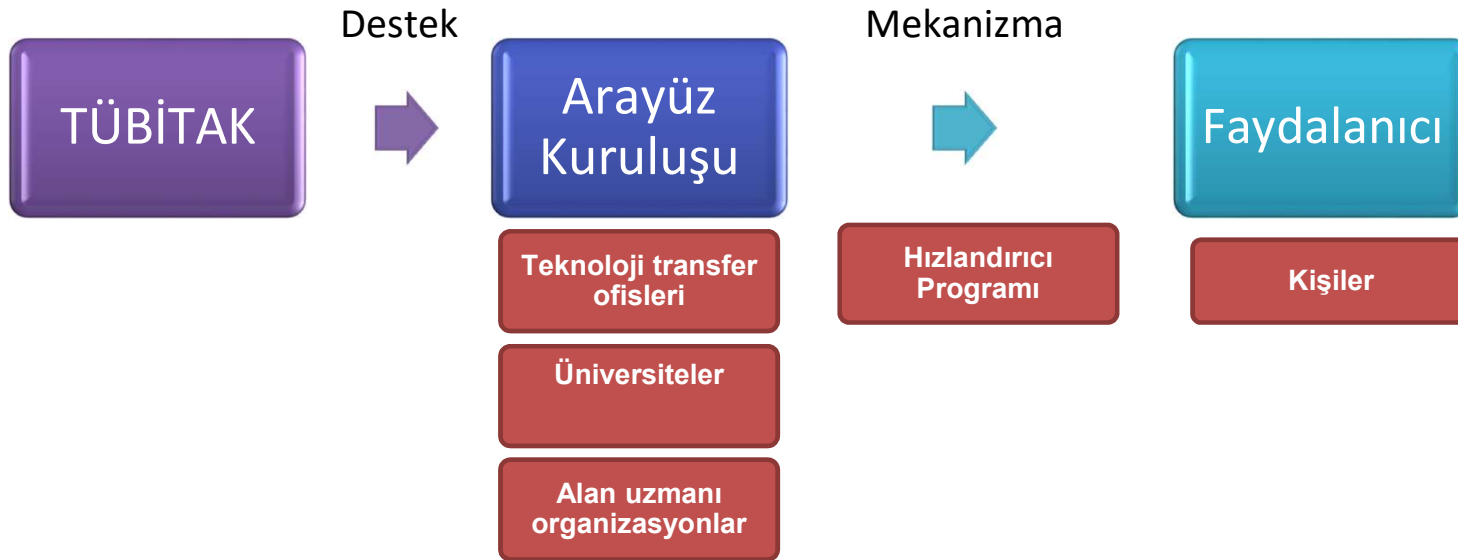 Destek
Mekanizma
TÜBİTAK
Arayüz
Kuruluşu
Faydalanıcı
Teknoloji transfer
ofisleri
Üniversiteler
Alan uzmanı
organizasyonlar
Hızlandırıcı
Programı
Kişiler